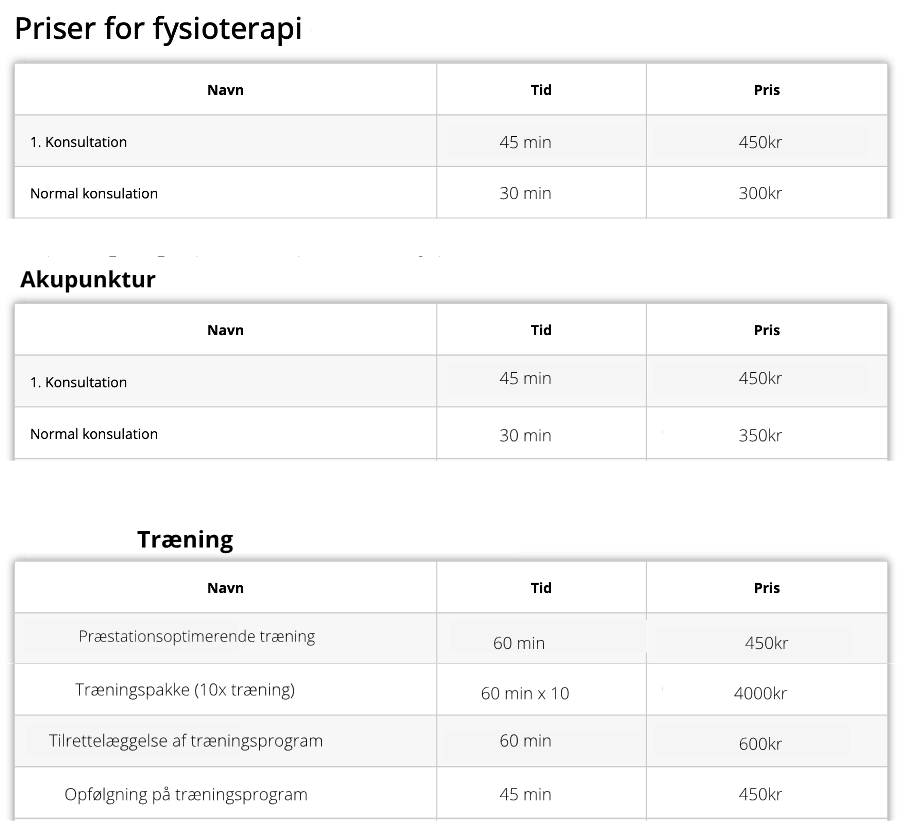 Priser for fysioterapi
Navn Tid Pris
1. Konsultation 45 min 450kr
Normal konsulation 30 min 300kr
Akupunktur
Navn Tid Pris
1. Konsultation 45 min 450kr
Normal konsulation 30 min 350kr
Træning
Navn Tid Pris
Præstationsoptimerende træning 60 min 450kr
Træningspakke (10x træning) 60 min x 10 4000kr
Tilrettelæggelse af træningsprogram 60 min 600kr
Opfølgning på træningsprogram 45 min 450kr